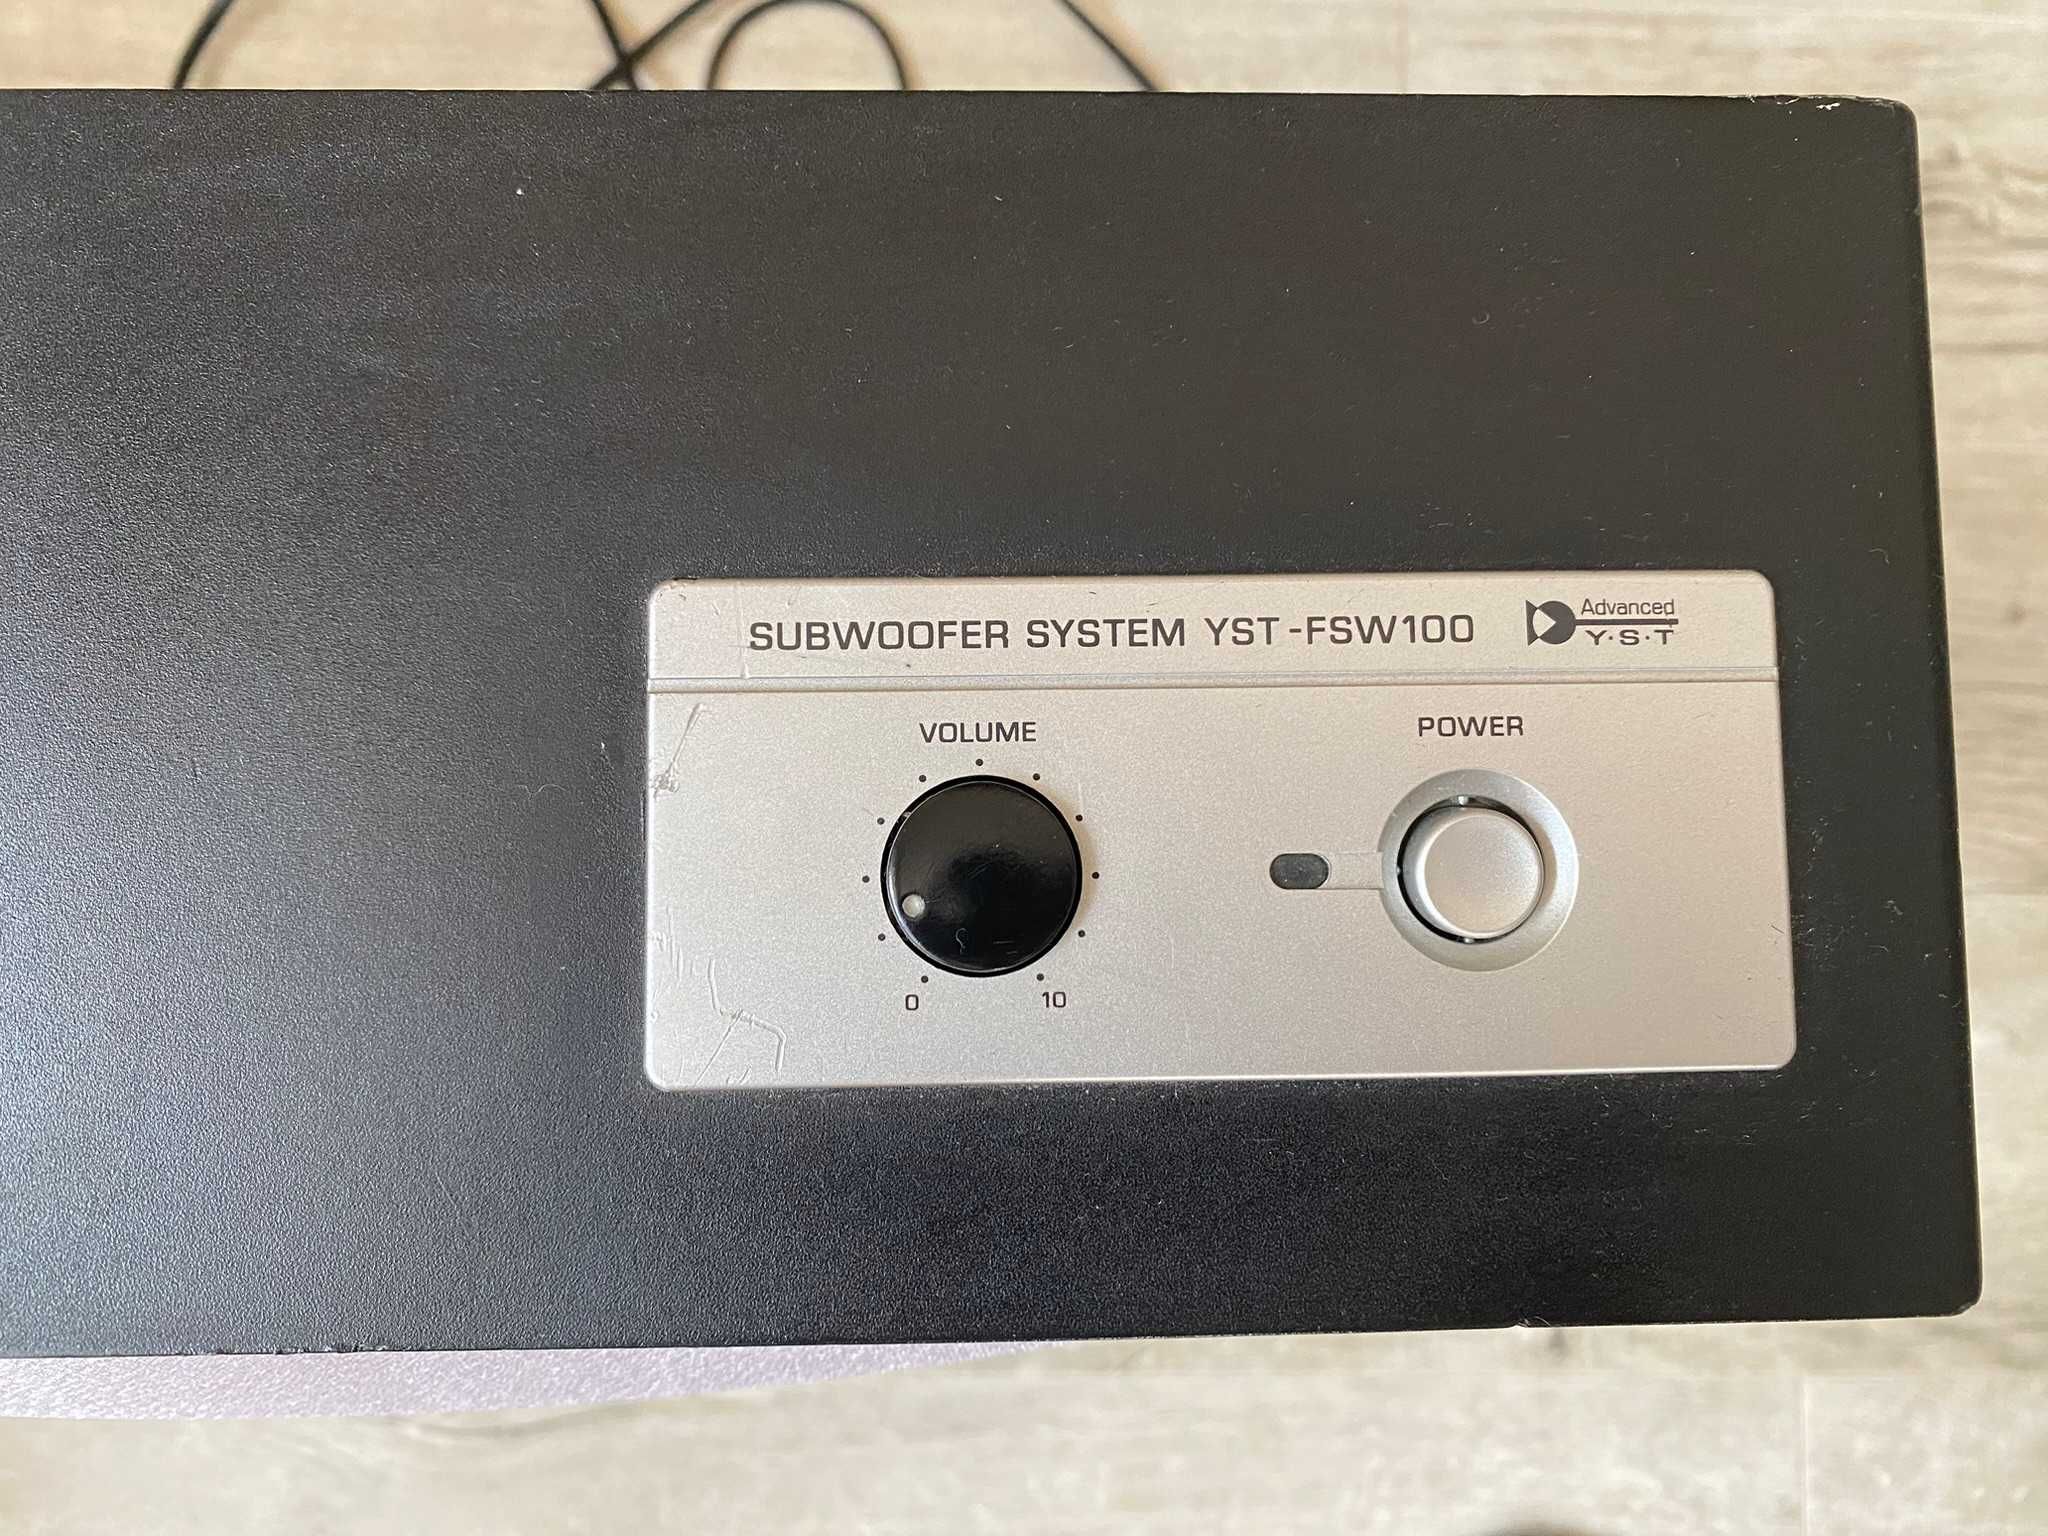 SUBWOOFER SYSTEM YST-FSW100
Advanced
Y·S·T
VOLUME
POWER
0
10